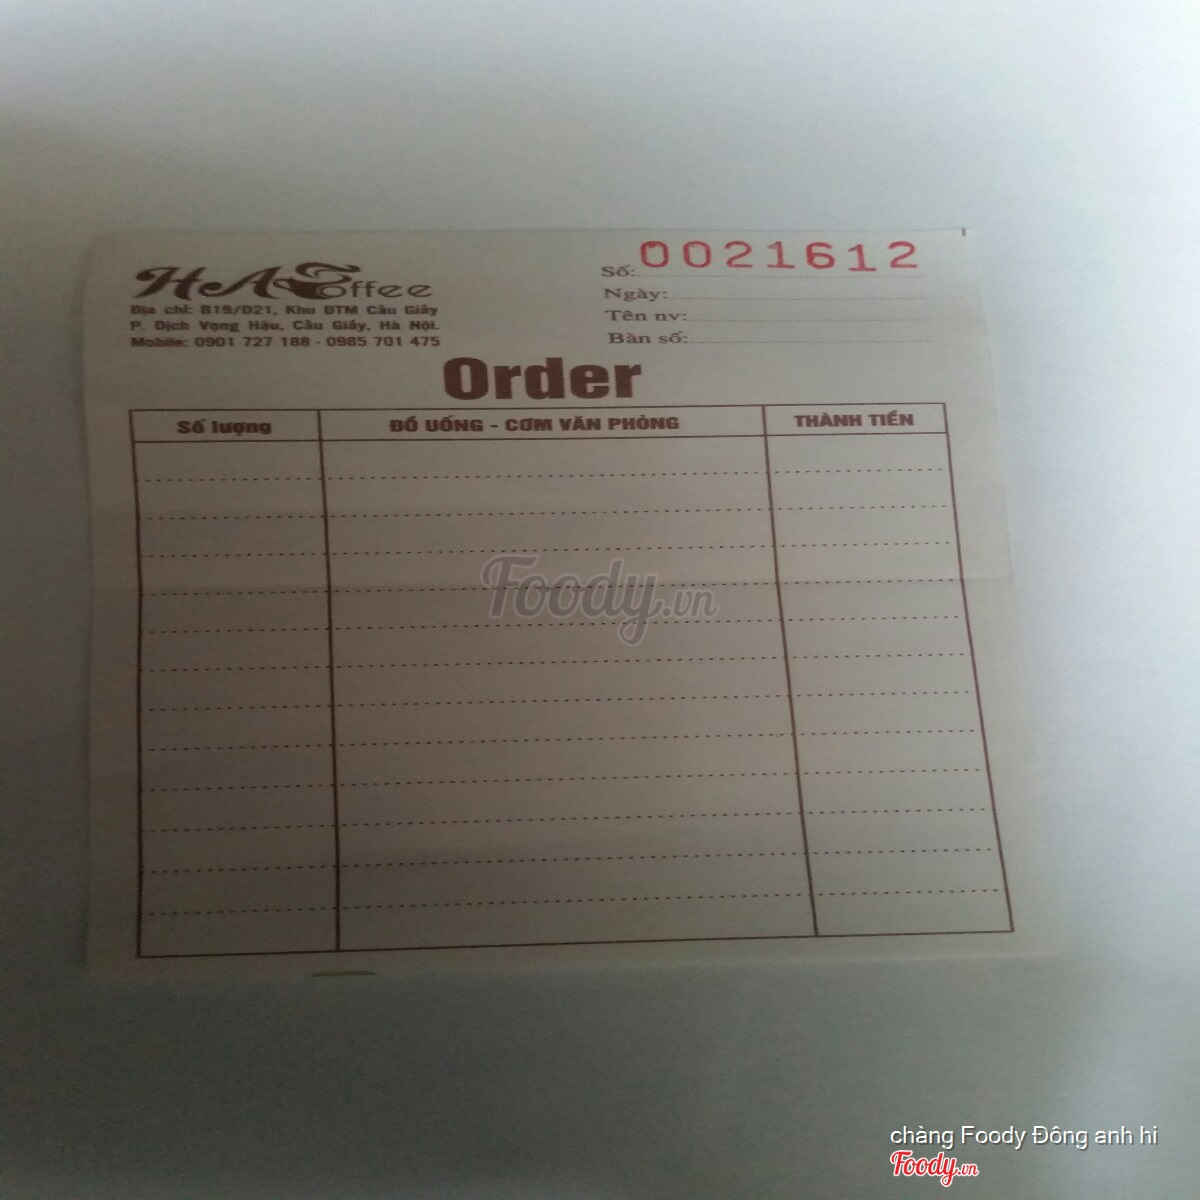 HA Coffee
Địa chỉ: B19/D21, Khu ĐTM Cầu Giấy
P. Dịch Vọng Hậu, Cầu Giấy, Hà Nội.
Mobile: 0901 727 188 - 0985 701 475
Số: 0021612
Ngày:
Tên nv:
Bàn số:
Order
Số lượng
ĐỒ UỐNG - CƠM VĂN PHÒNG
THÀNH TIỀN
Foody.vn
chàng Foody Đông anh hi
Foody.vn